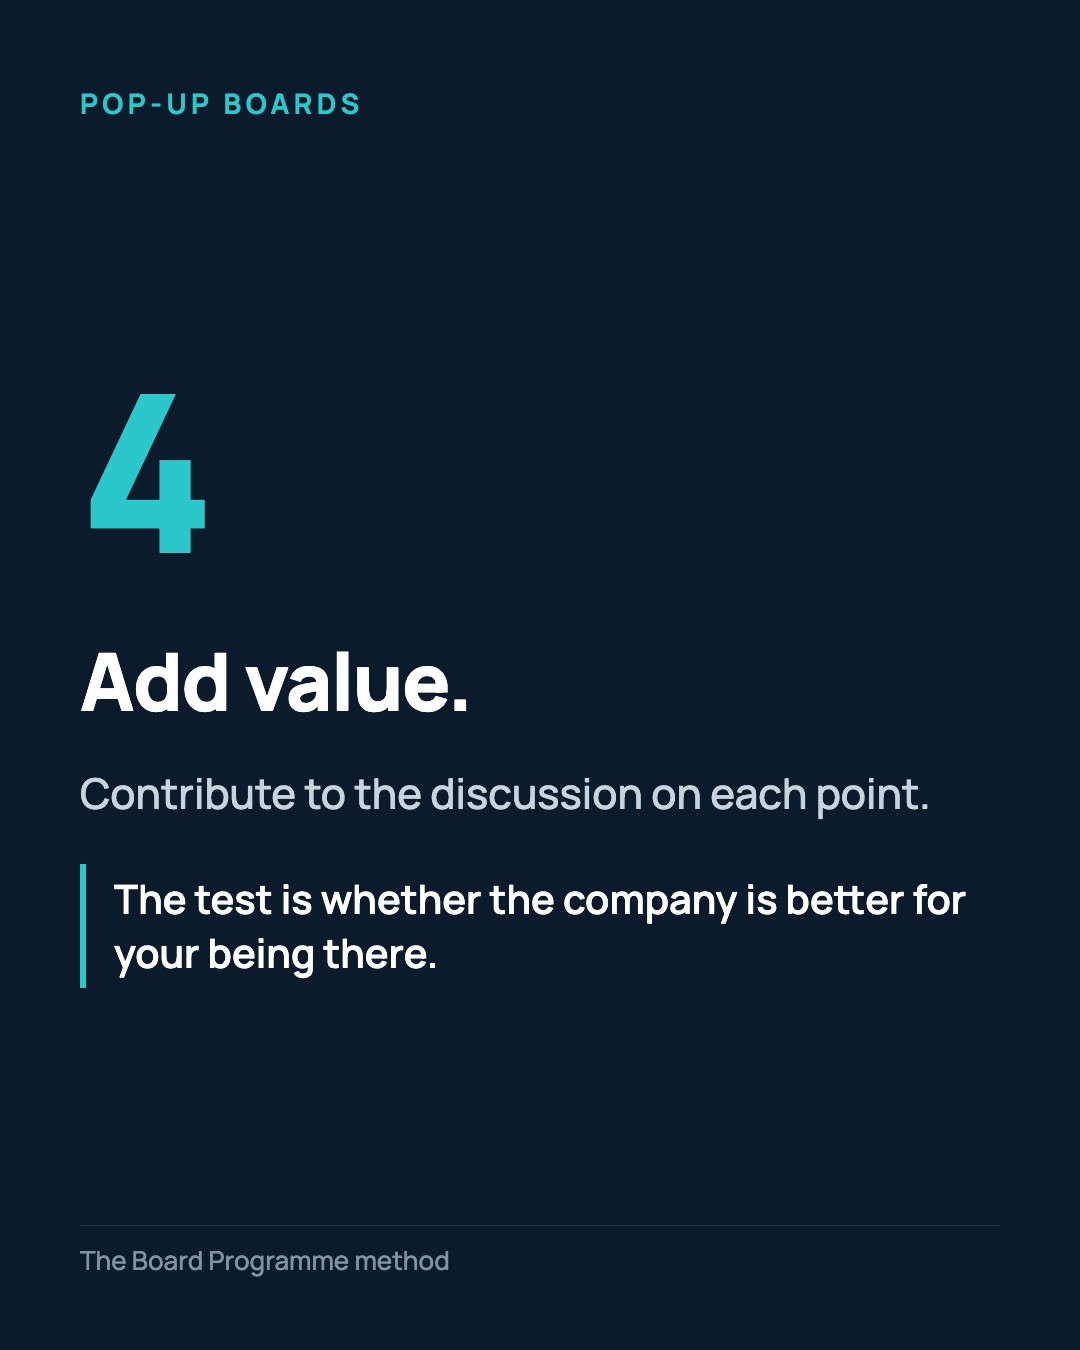 POP-UP BOARDS
4
Add value.
Contribute to the discussion on each point.
The test is whether the company is better for
your being there.
The Board Programme method